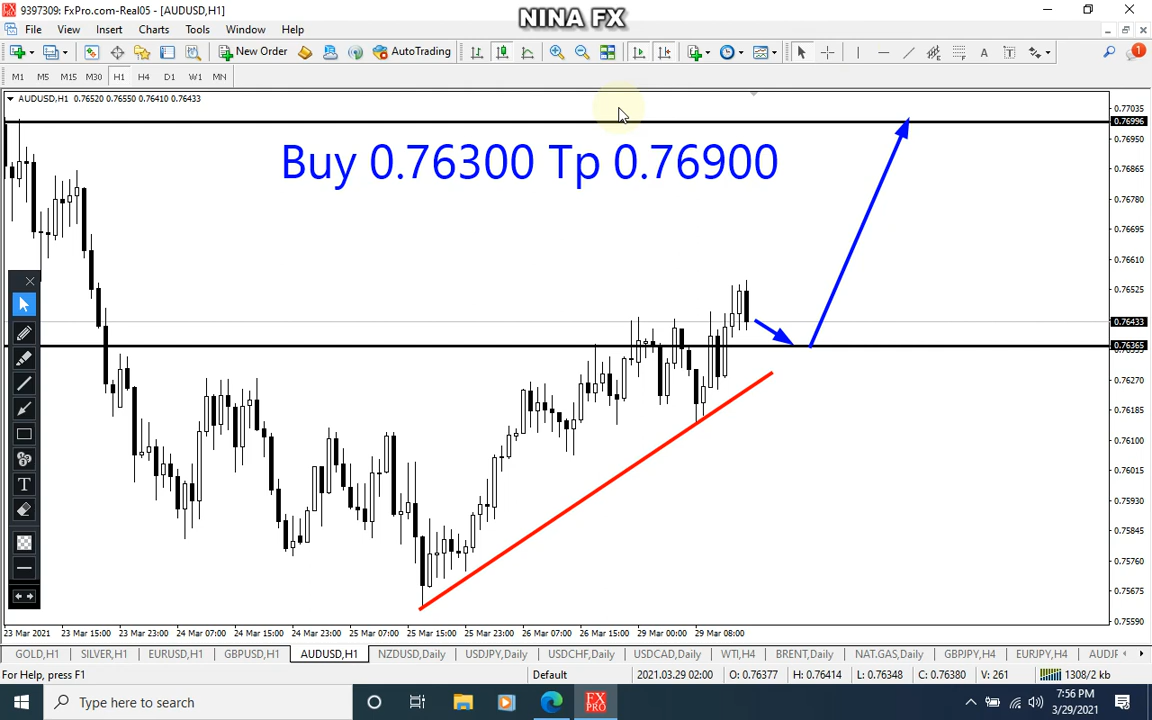 9397309: FxPro.com-Real05 - [AUDUSD,H1]
NINA FX
File View Insert Charts Tools Window Help
New Order AutoTrading
1
M1 M5 M15 M30 H1 H4 D1 W1 MN
AUDUSD,H1 0.76520 0.76550 0.76410 0.76433
Buy 0.76300 Tp 0.76900
0.77035
0.76996
0.76950
0.76865
0.76780
0.76695
0.76610
0.76525
0.76433
0.76365
0.76270
0.76185
0.76100
0.76015
0.75930
0.75845
0.75760
0.75675
0.75590
23 Mar 2021 23 Mar 15:00 23 Mar 23:00 24 Mar 07:00 24 Mar 15:00 24 Mar 23:00 25 Mar 07:00 25 Mar 15:00 25 Mar 23:00 26 Mar 07:00 26 Mar 15:00 29 Mar 00:00 29 Mar 08:00
GOLD,H1 SILVER,H1 EURUSD,H1 GBPUSD,H1 AUDUSD,H1 NZDUSD,Daily USDJPY,Daily USDCHF,Daily USDCAD,Daily WTI,H4 BRENT,Daily NAT.GAS,Daily GBPJPY,H4 EURJPY,H4 AUDJF
For Help, press F1 Default 2021.03.29 02:00 O: 0.76377 H: 0.76414 L: 0.76348 C: 0.76380 V: 261 1308/2 kb
Type here to search
FX PRO
7:56 PM
3/29/2021